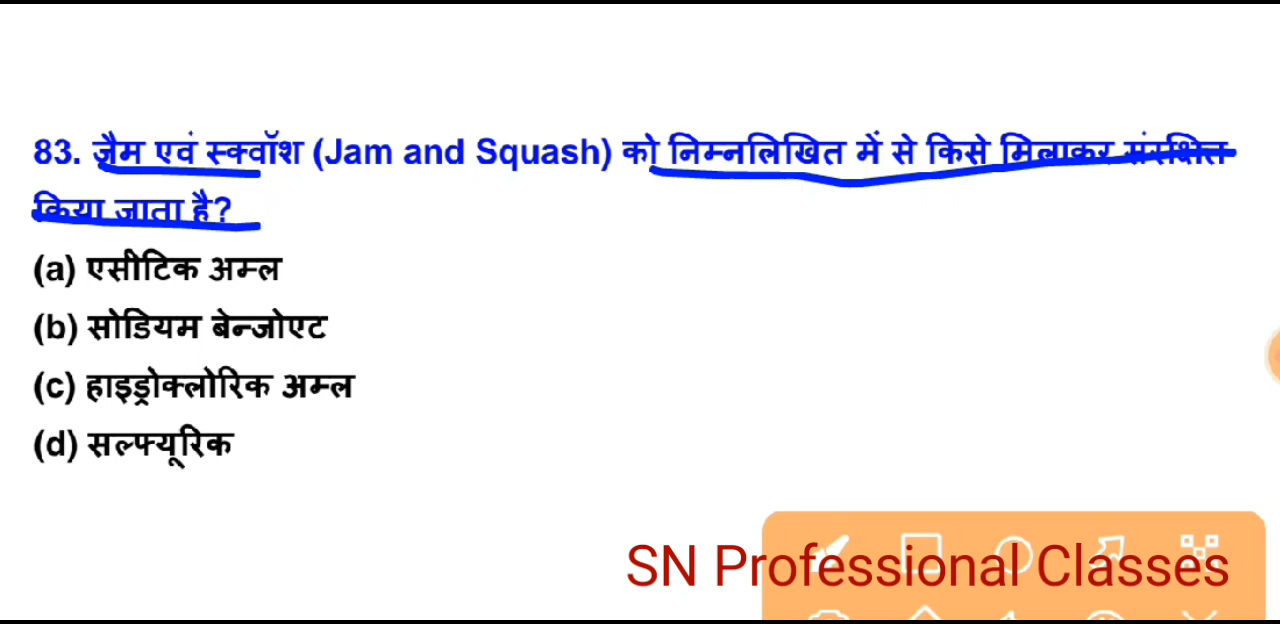 83. ज़ैम एवं स्क्वॉश (Jam and Squash) को निम्नलिखित में से किसे मिलाकर संरक्षित
किया जाता है?
(a) एसीटिक अम्ल
(b) सोडियम बेन्जोएट
(c) हाइड्रोक्लोरिक अम्ल
(d) सल्फ्यूरिक
SN Professional Classes